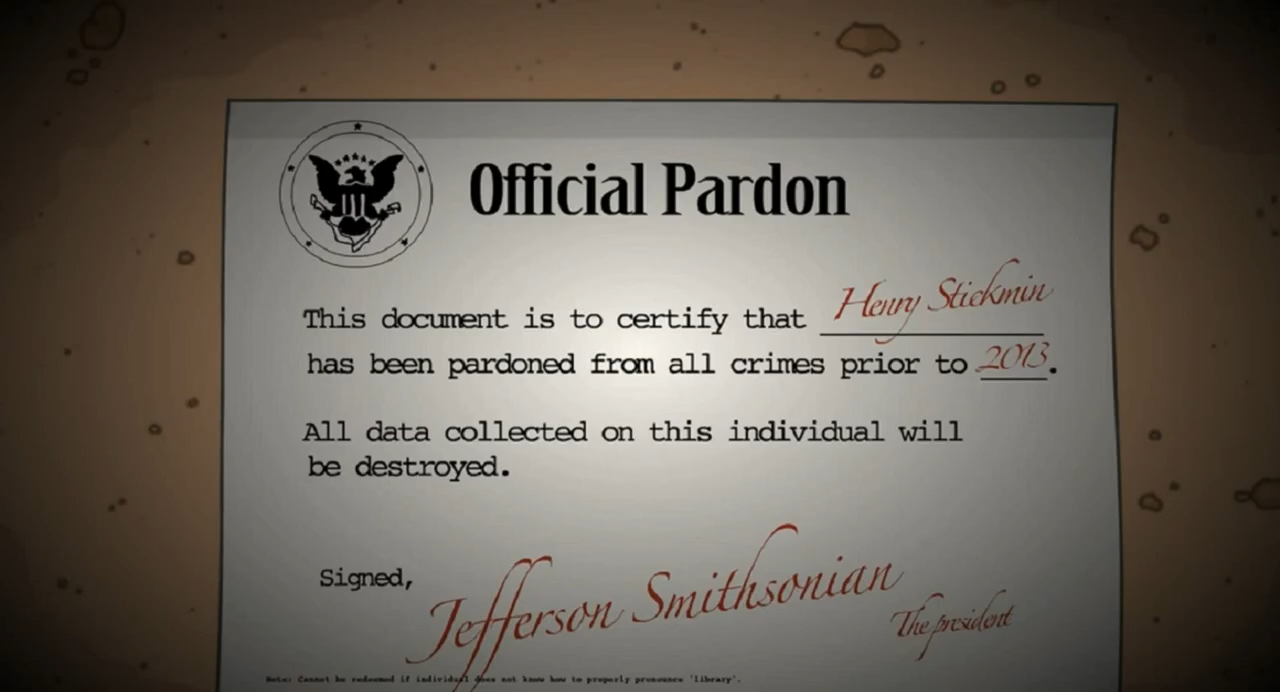 Official Pardon
This document is to certify that Henry Stickmin
has been pardoned from all crimes prior to 2013.
All data collected on this individual will
be destroyed.
Signed, Jefferson Smithsonian
The president
Note: Cannot be redeemed if individual does not know how to properly pronounce 'library'.